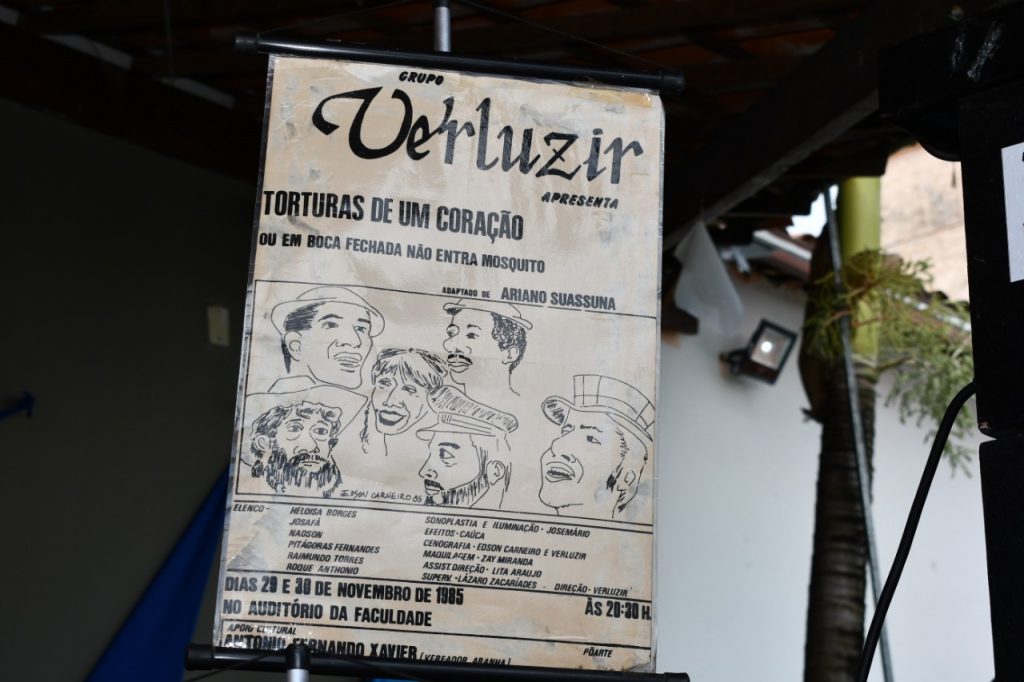 GRUPO
Verluzir
APRESENTA
TORTURAS DE UM CORAÇÃO
OU EM BOCA FECHADA NÃO ENTRA MOSQUITO
ADAPTADO DE ARIANO SUASSUNA
EDSON CARNEIRO 85
ELENCO - HELOISA BORGES
JOSAFÁ
NADSON
PITÁGORAS FERNANDES
RAIMUNDO TORRES
ROQUE ANTHONIO
SONOPLASTIA E ILUMINAÇÃO - JOSEMÁRIO
EFEITOS - CAÚCA
CENOGRAFIA - EDSON CARNEIRO E VERLUZIR
MAQUILAGEM - ZAY MIRANDA
ASSIST. DIREÇÃO - LITA ARAUJO
SUPERV. - LÁZARO ZACARÍADES - DIREÇÃO - VERLUZIR
DIAS 29 E 30 DE NOVEMBRO DE 1985 ÀS 20:30 H.
NO AUDITÓRIO DA FACULDADE
APOIO CULTURAL
ANTONIO FERNANDO XAVIER (VEREADOR ARANHA) PÔARTE